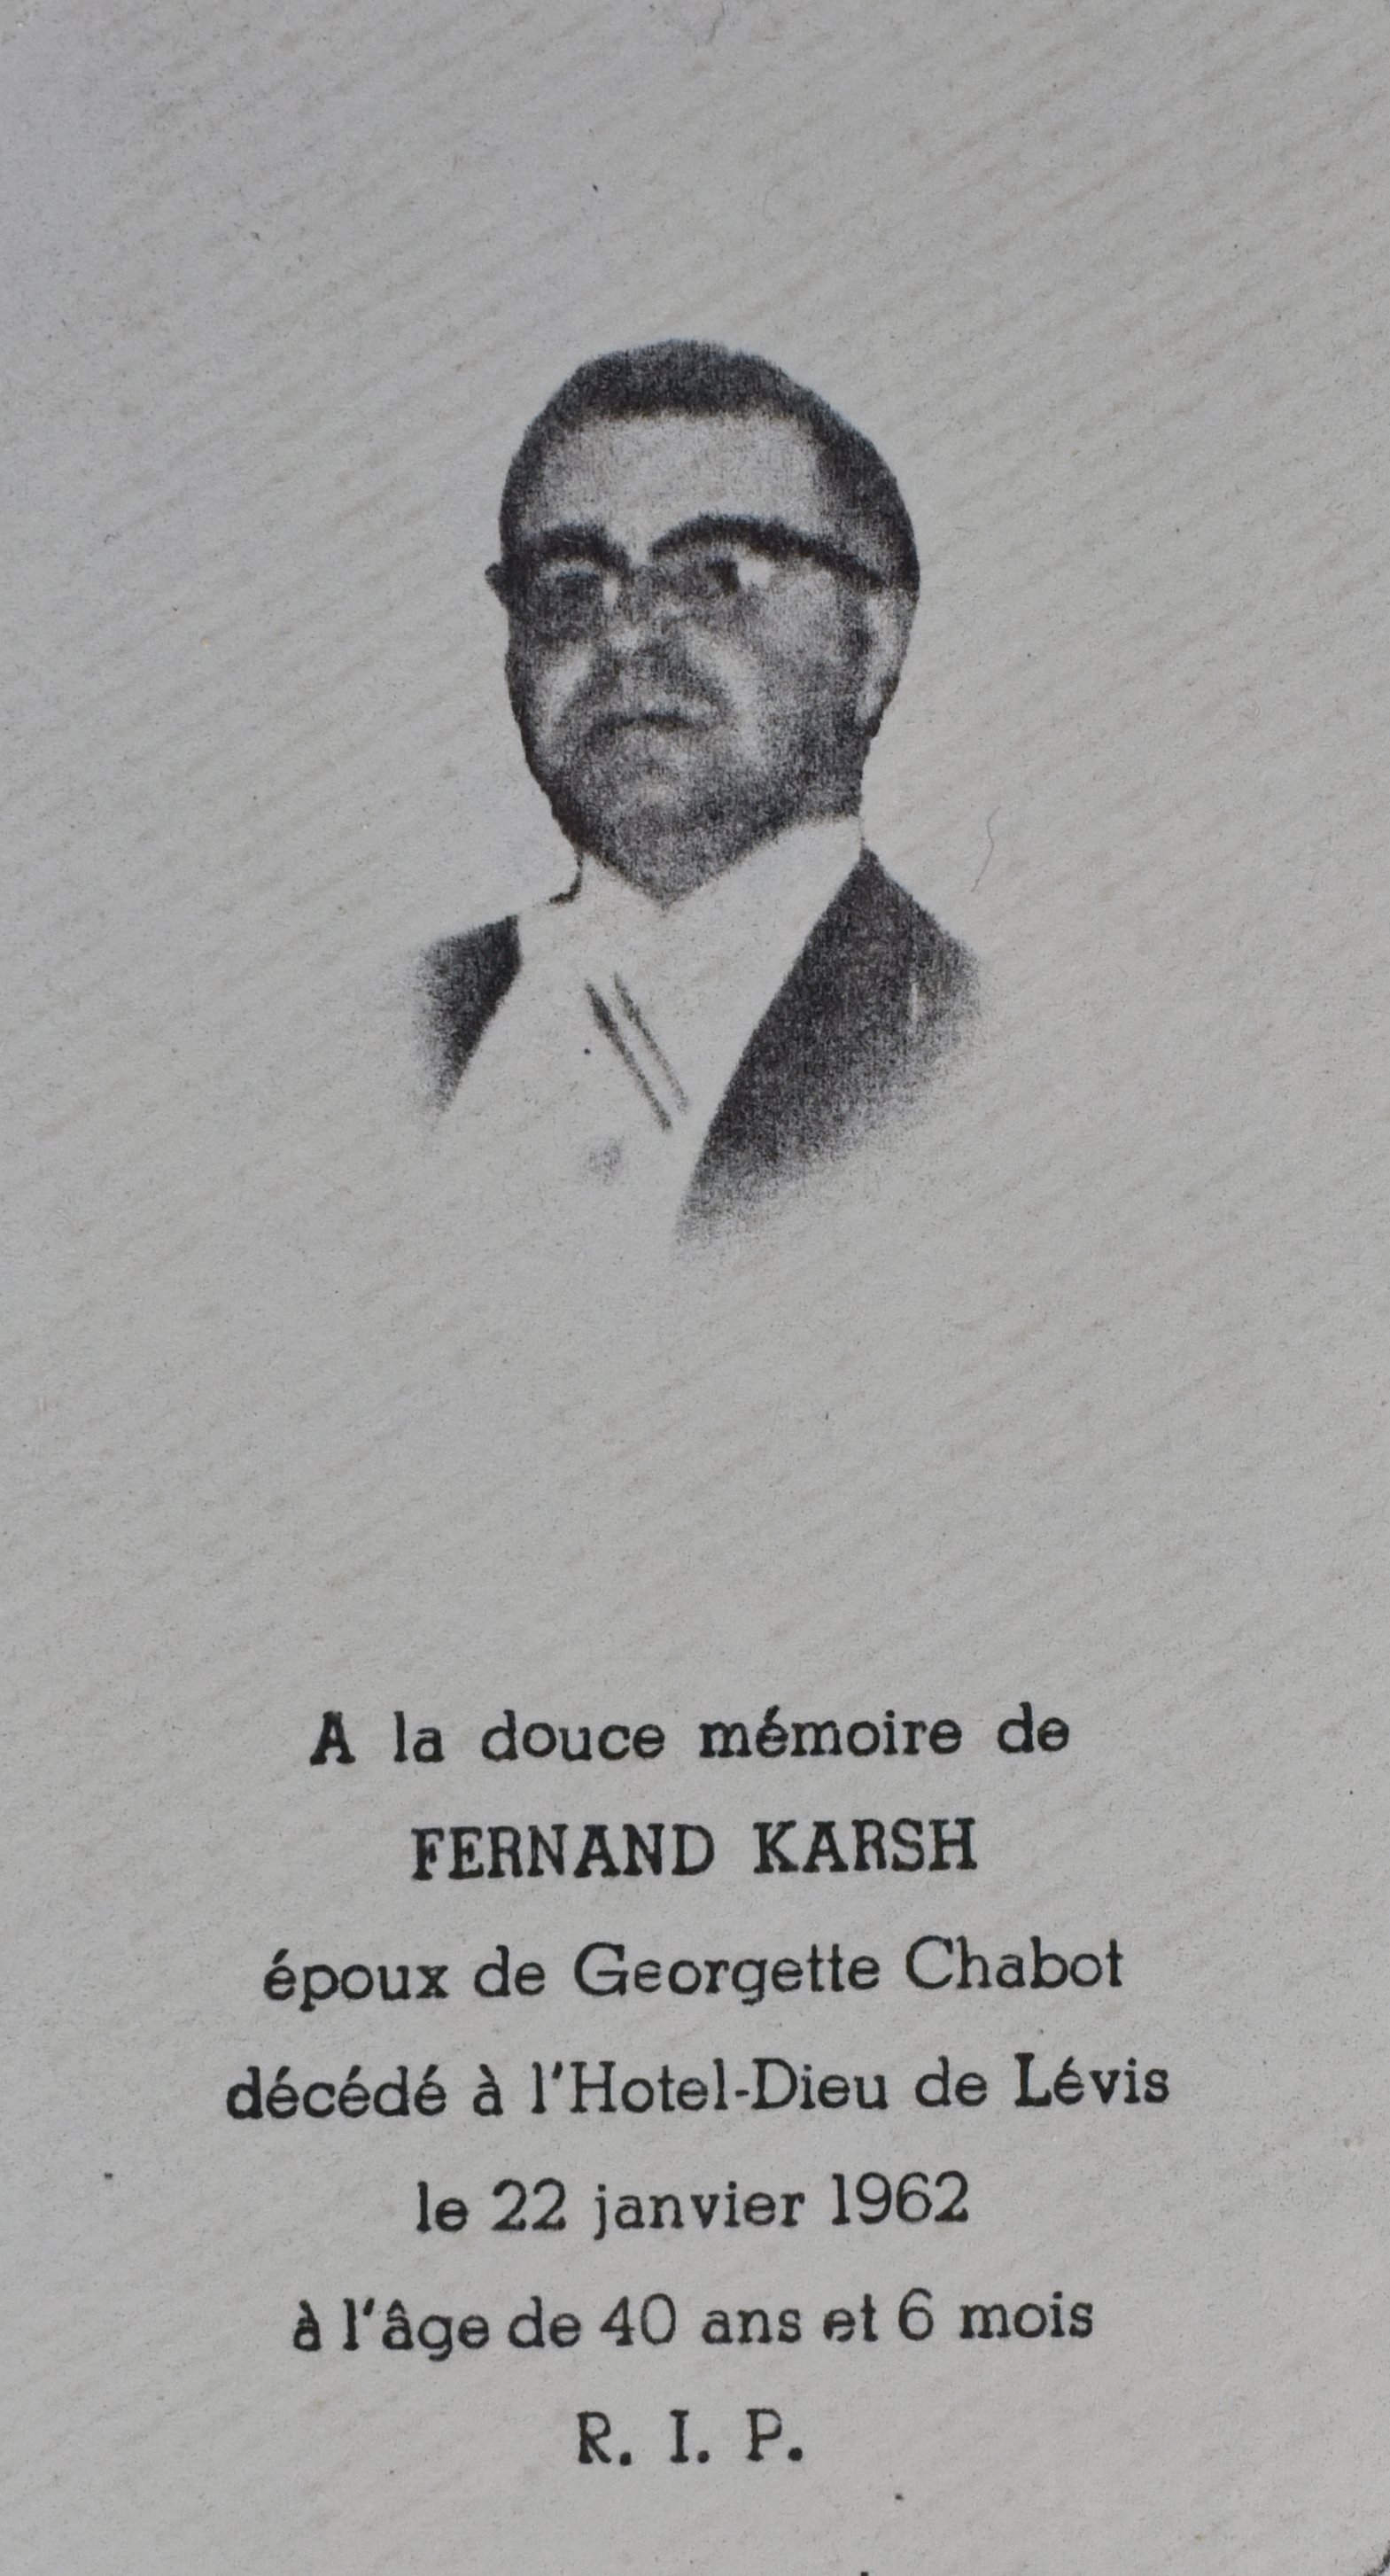 A la douce mémoire de
FERNAND KARSH
époux de Georgette Chabot
décédé à l'Hotel-Dieu de Lévis
le 22 janvier 1962
à l'âge de 40 ans et 6 mois
R. I. P.